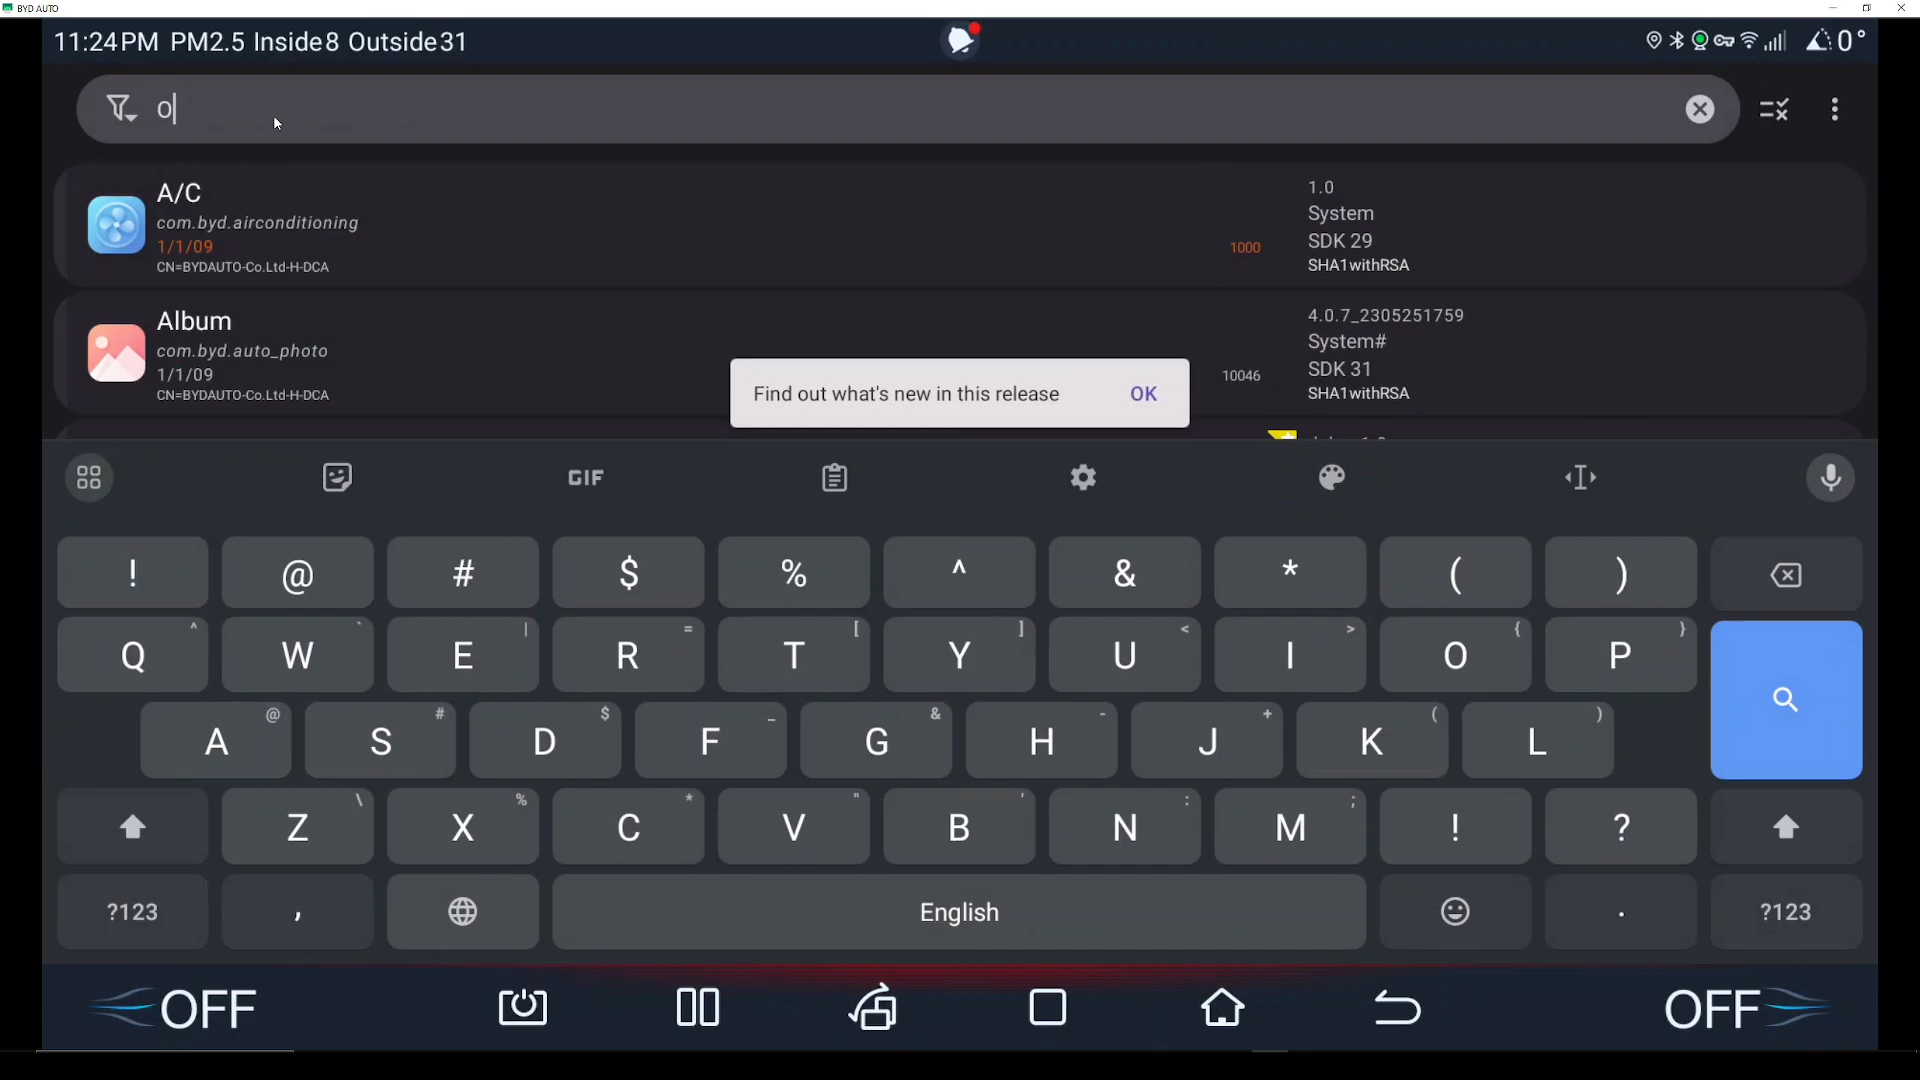 BYD AUTO
11:24PM PM2.5 Inside8 Outside31
0°
O
A/C
com.byd.airconditioning
1/1/09
CN=BYDAUTO-Co.Ltd-H-DCA
1000
1.0
System
SDK 29
SHA1withRSA
Album
com.byd.auto_photo
1/1/09
CN=BYDAUTO-Co.Ltd-H-DCA
10046
4.0.7_2305251759
System#
SDK 31
SHA1withRSA
Find out what's new in this release OK
GIF
! @ # $ % ^ & * ( )
^ ` | = [ ] < > { }
Q W E R T Y U I O P
@ # $ _ & - + ( )
A S D F G H J K L
\ % * " ' : ;
Z X C V B N M ! ?
?123 , English . ?123
OFF OFF